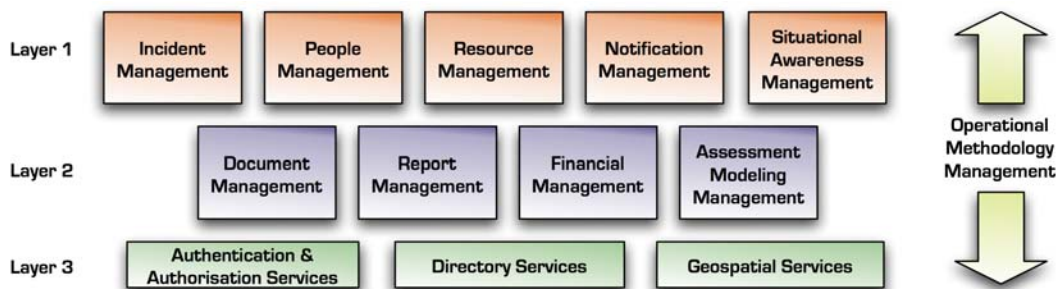 Layer 1
Incident
Management
People
Management
Resource
Management
Notification
Management
Situational
Awareness
Management
Layer 2
Document
Management
Report
Management
Financial
Management
Assessment
Modeling
Management
Layer 3
Authentication &
Authorisation Services
Directory Services
Geospatial Services
Operational
Methodology
Management